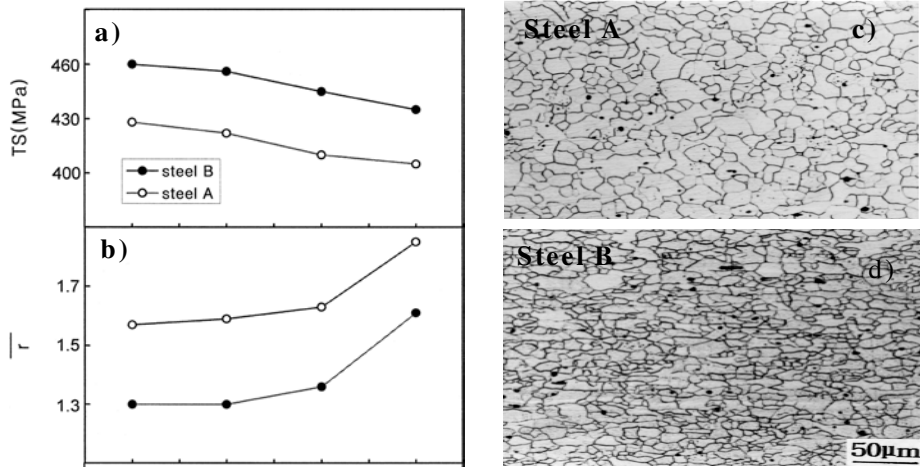 a)
460
430
400
TS(MPa)
steel B
steel A
b)
1.7
1.5
1.3
r
Steel A
c)
Steel B
d)
50μm